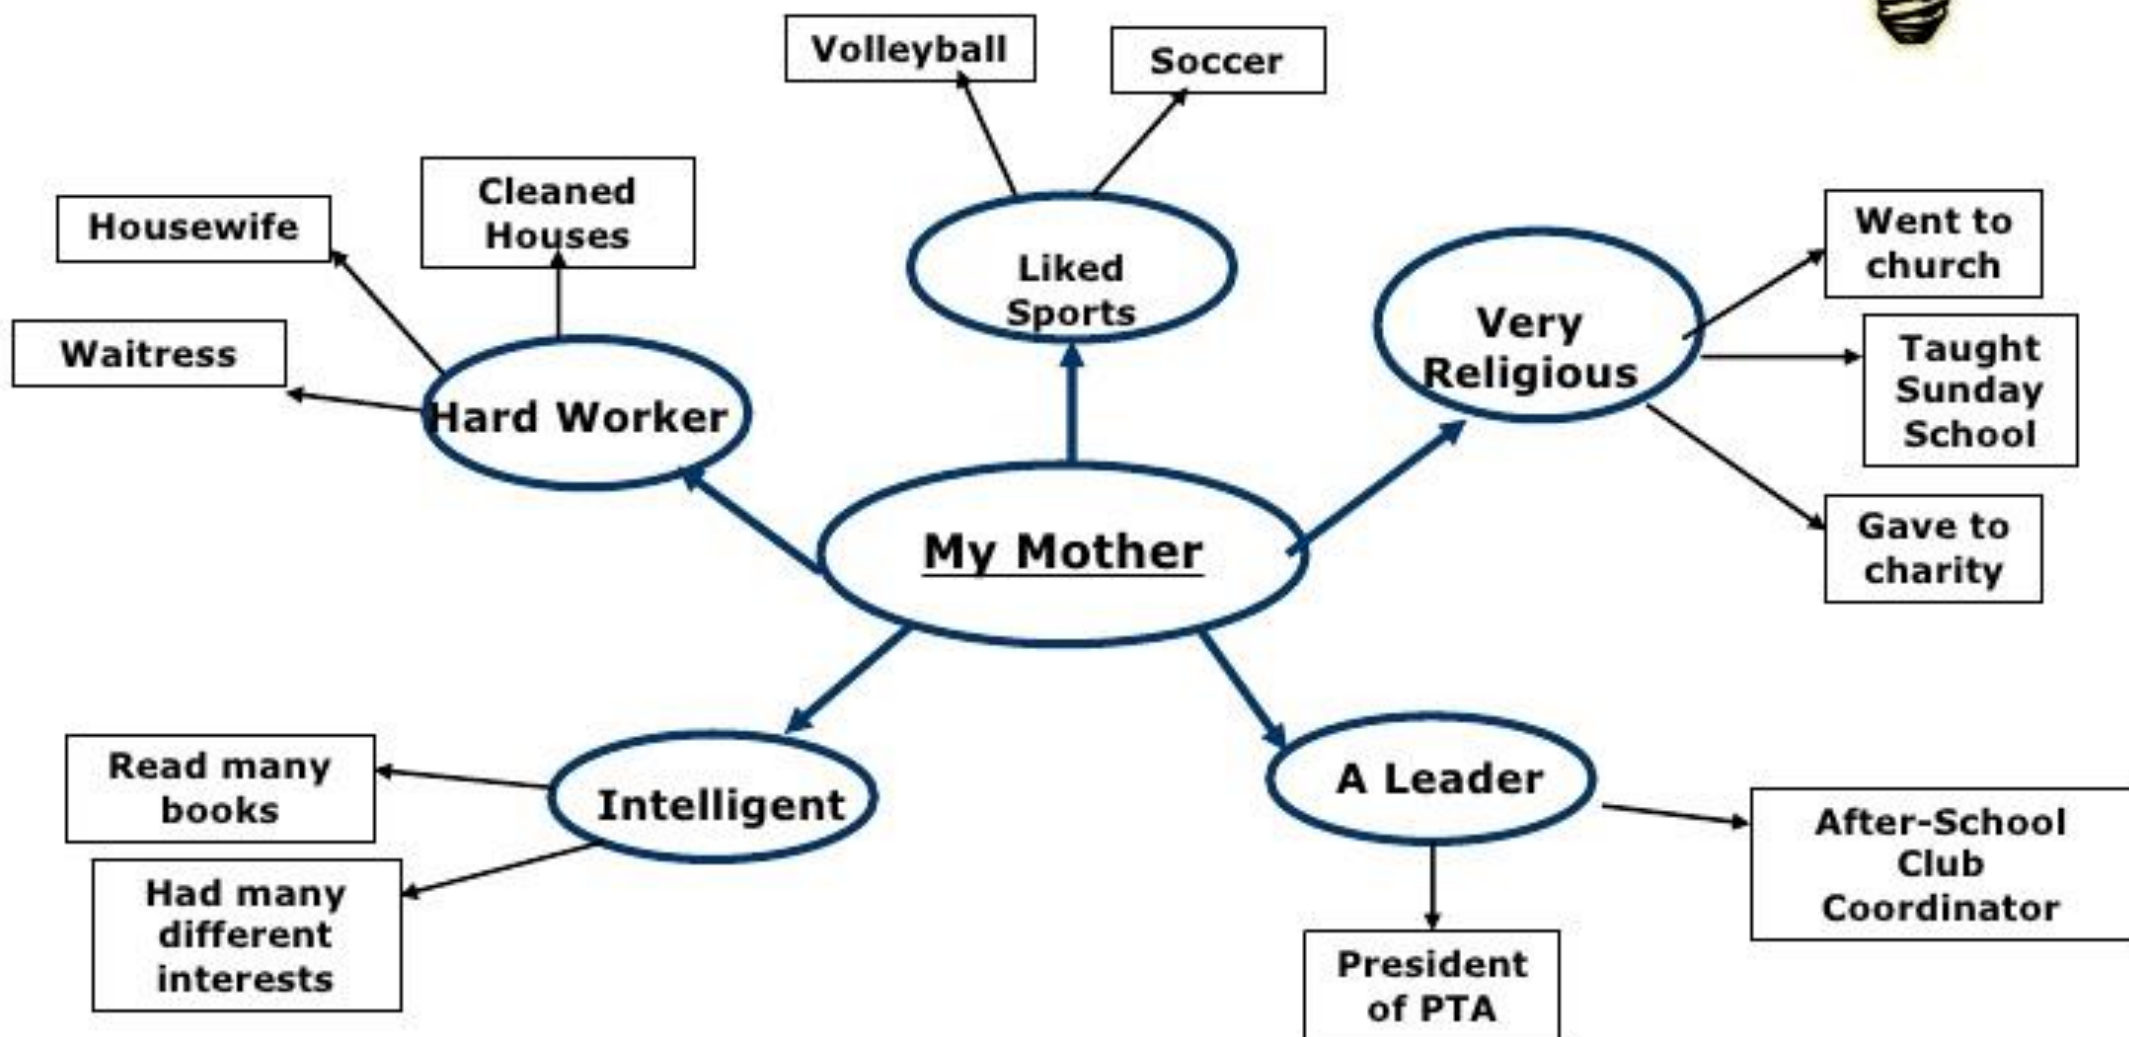 Volleyball
Soccer
Cleaned
Houses
Housewife
Waitress
Hard Worker
Liked
Sports
Very
Religious
Went to
church
Taught
Sunday
School
Gave to
charity
My Mother
Read many
books
Had many
different
interests
Intelligent
A Leader
After-School
Club
Coordinator
President
of PTA